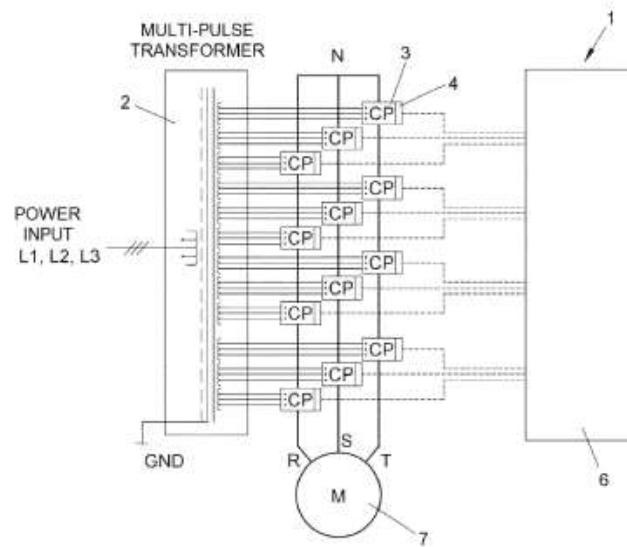 MULTI-PULSE
TRANSFORMER
N
1
2
3
4
CP
CP
CP
CP
CP
CP
POWER
INPUT
L1, L2, L3
CP
CP
CP
CP
CP
CP
GND
R
S
T
M
7
6